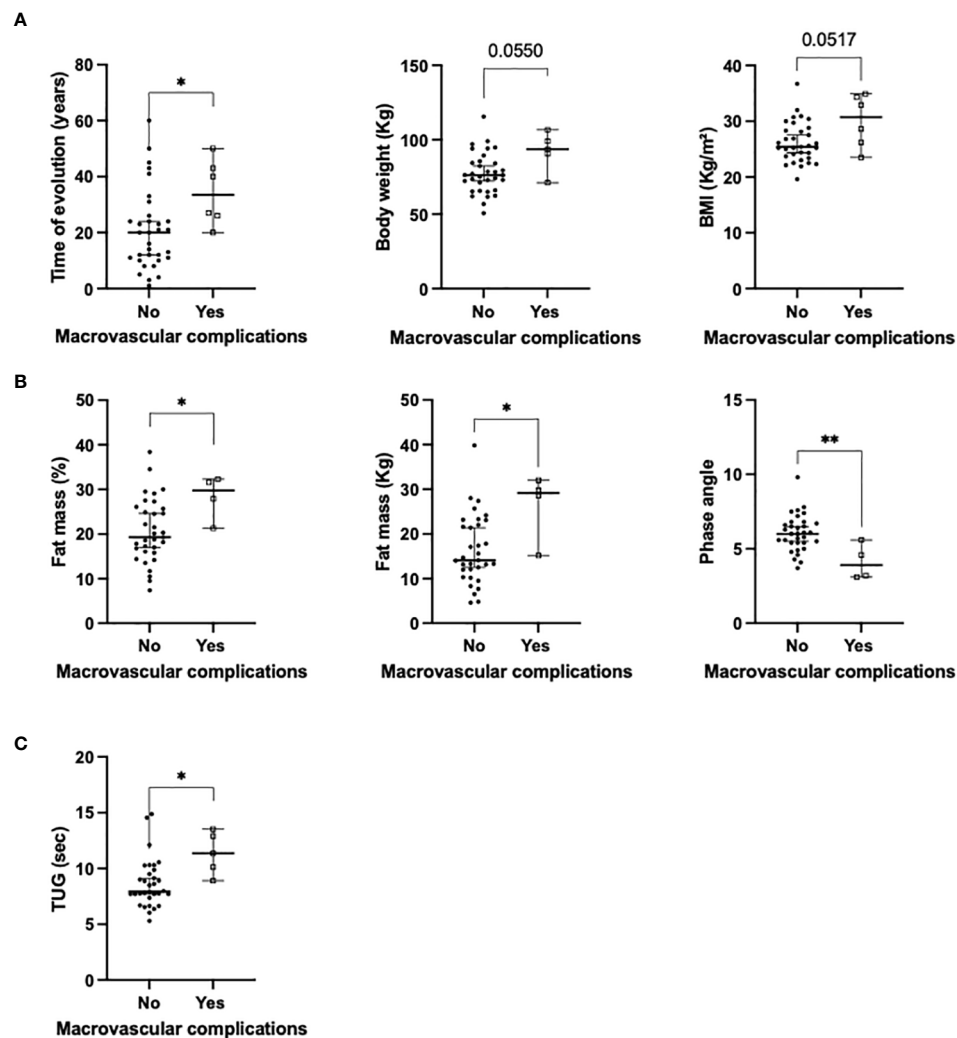 A
Time of evolution (years)
80
60
40
20
0
*
No Yes
Macrovascular complications
Body weight (Kg)
150
100
50
0
0.0550
No Yes
Macrovascular complications
BMI (Kg/m²)
40
30
20
10
0
0.0517
No Yes
Macrovascular complications
B
Fat mass (%)
50
40
30
20
10
0
*
No Yes
Macrovascular complications
Fat mass (Kg)
50
40
30
20
10
0
*
No Yes
Macrovascular complications
Phase angle
15
10
5
0
**
No Yes
Macrovascular complications
C
TUG (sec)
20
15
10
5
0
*
No Yes
Macrovascular complications